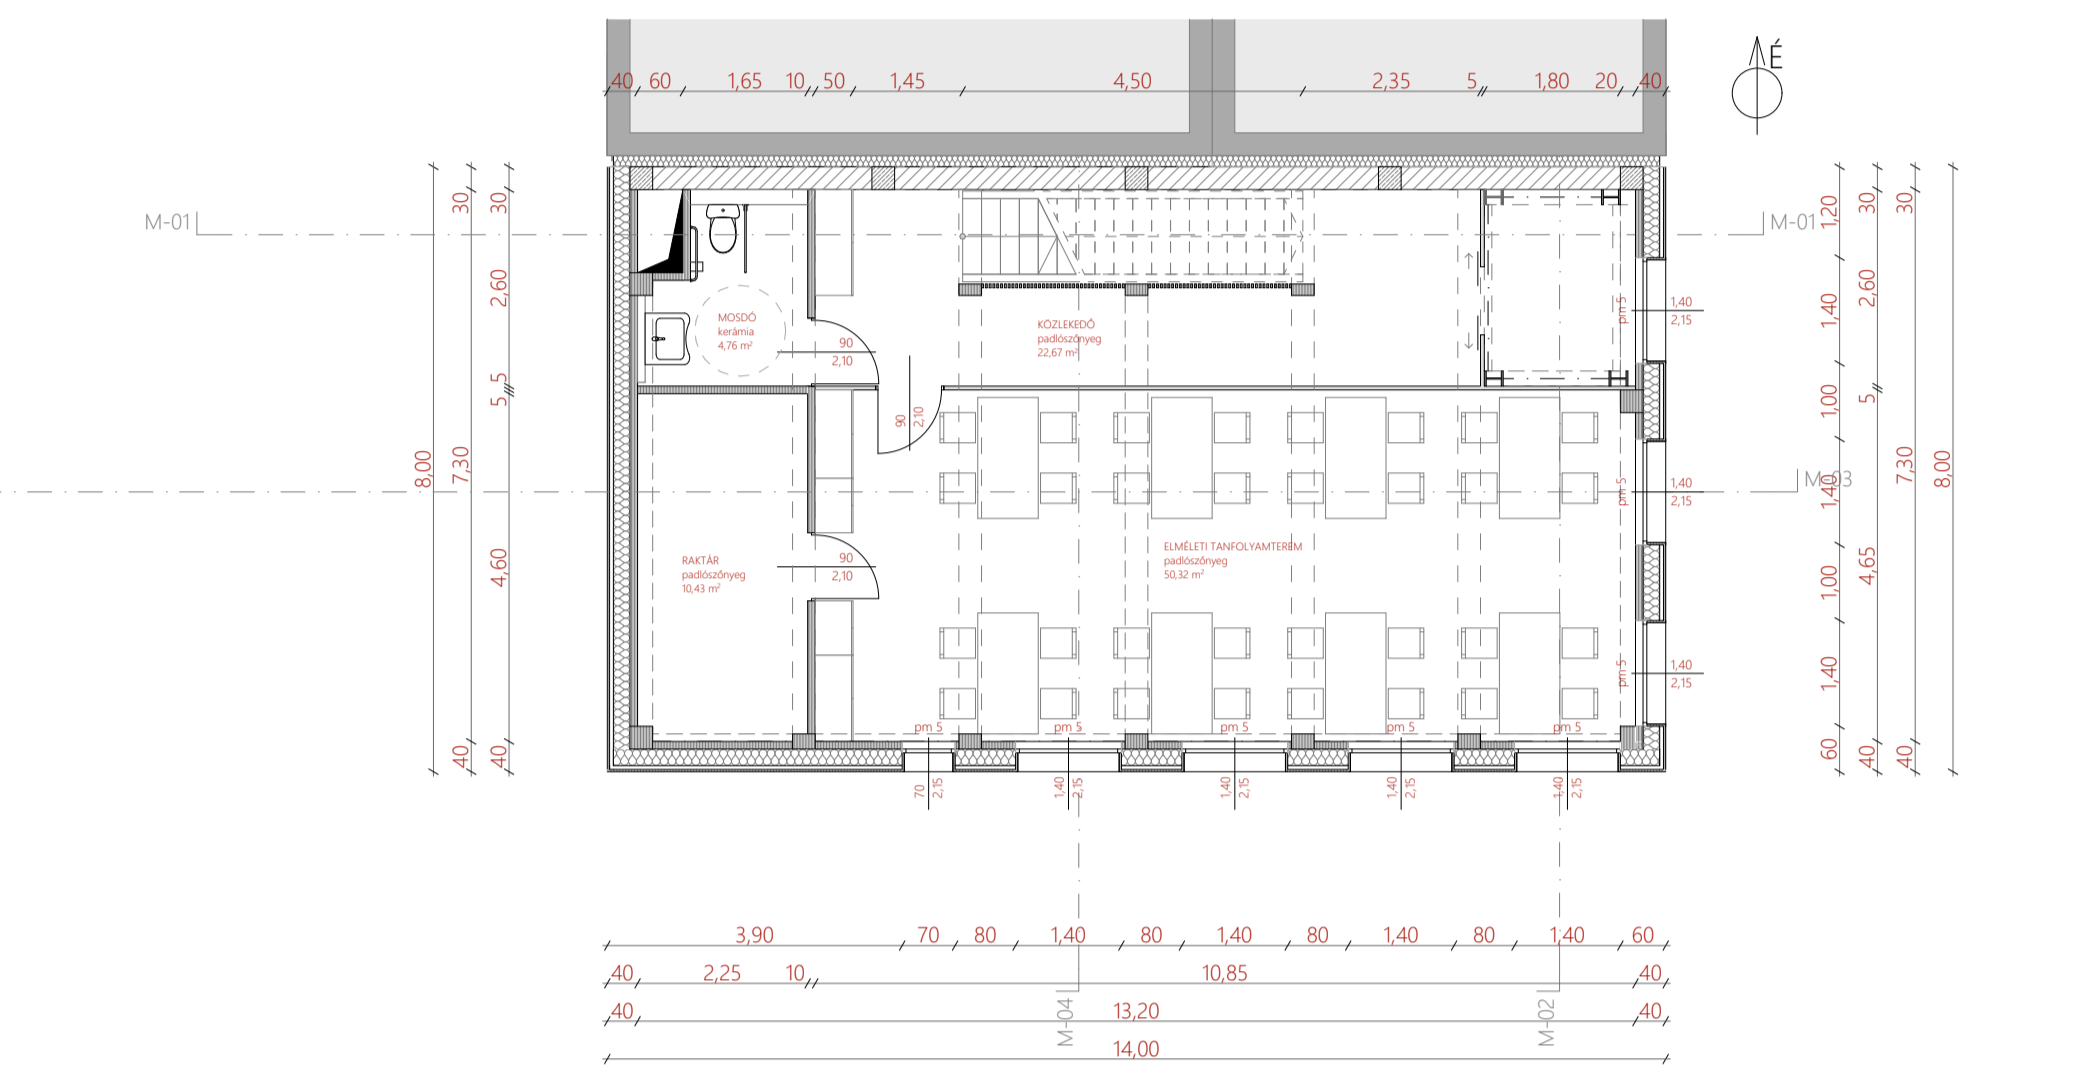 40 60 1,65 10 50 1,45 4,50 2,35 5 1,80 20 40
É
M-01
M-01
30
30
2,60
5
5
8,00
7,30
4,60
40
40
MOSDÓ
kerámia
4,76 m²
90
2,10
KÖZLEKEDŐ
padlószőnyeg
22,67 m²
90
2,10
RAKTÁR
padlószőnyeg
10,43 m²
90
2,10
ELMÉLETI TANFOLYAMTEREM
padlószőnyeg
50,32 m²
pm 5
1,40
2,15
pm 5
1,40
2,15
pm 5
1,40
2,15
M-03
1,20
30
30
1,40
2,60
1,00
5
1,40
7,30
8,00
1,00
4,65
1,40
60
40
40
pm 5 pm 5 pm 5 pm 5 pm 5
70 2,15 1,40 2,15 1,40 2,15 1,40 2,15 1,40 2,15
3,90 70 80 1,40 80 1,40 80 1,40 80 1,40 60
40 2,25 10 10,85 40
40 13,20 40
M-04
M-02
14,00